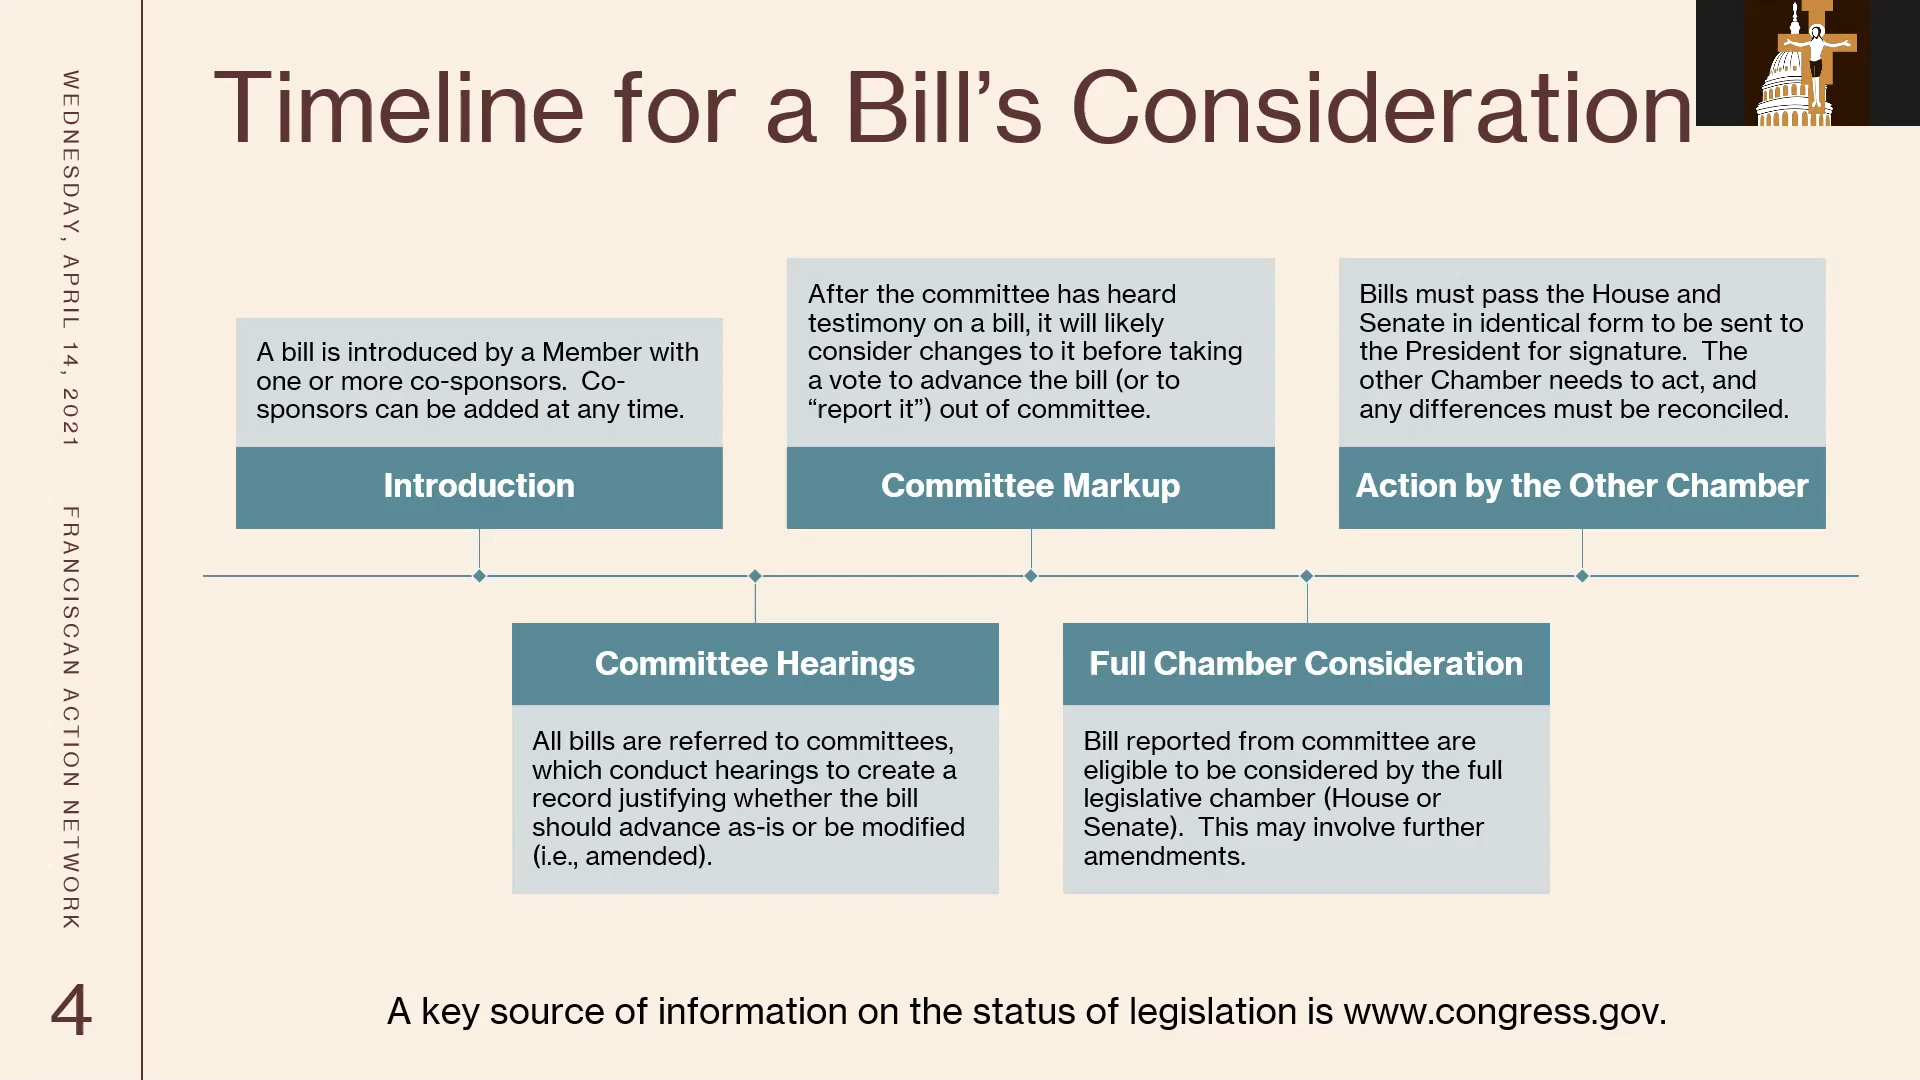 Timeline for a Bill’s Consideration
WEDNESDAY, APRIL 14, 2021
FRANCISCAN ACTION NETWORK
4
A bill is introduced by a Member with
one or more co-sponsors.  Co-
sponsors can be added at any time.
Introduction
Committee Hearings
All bills are referred to committees,
which conduct hearings to create a
record justifying whether the bill
should advance as-is or be modified
(i.e., amended).
After the committee has heard
testimony on a bill, it will likely
consider changes to it before taking
a vote to advance the bill (or to
“report it”) out of committee.
Committee Markup
Full Chamber Consideration
Bill reported from committee are
eligible to be considered by the full
legislative chamber (House or
Senate).  This may involve further
amendments.
Bills must pass the House and
Senate in identical form to be sent to
the President for signature.  The
other Chamber needs to act, and
any differences must be reconciled.
Action by the Other Chamber
A key source of information on the status of legislation is www.congress.gov.